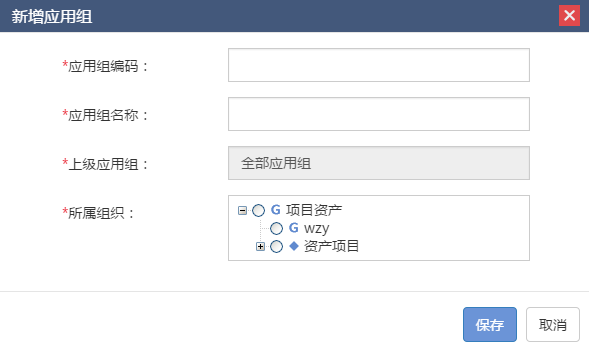 新增应用组
*应用组编码：
*应用组名称：
*上级应用组： 全部应用组
*所属组织： G 项目资产
G wzy
资产项目
保存 取消